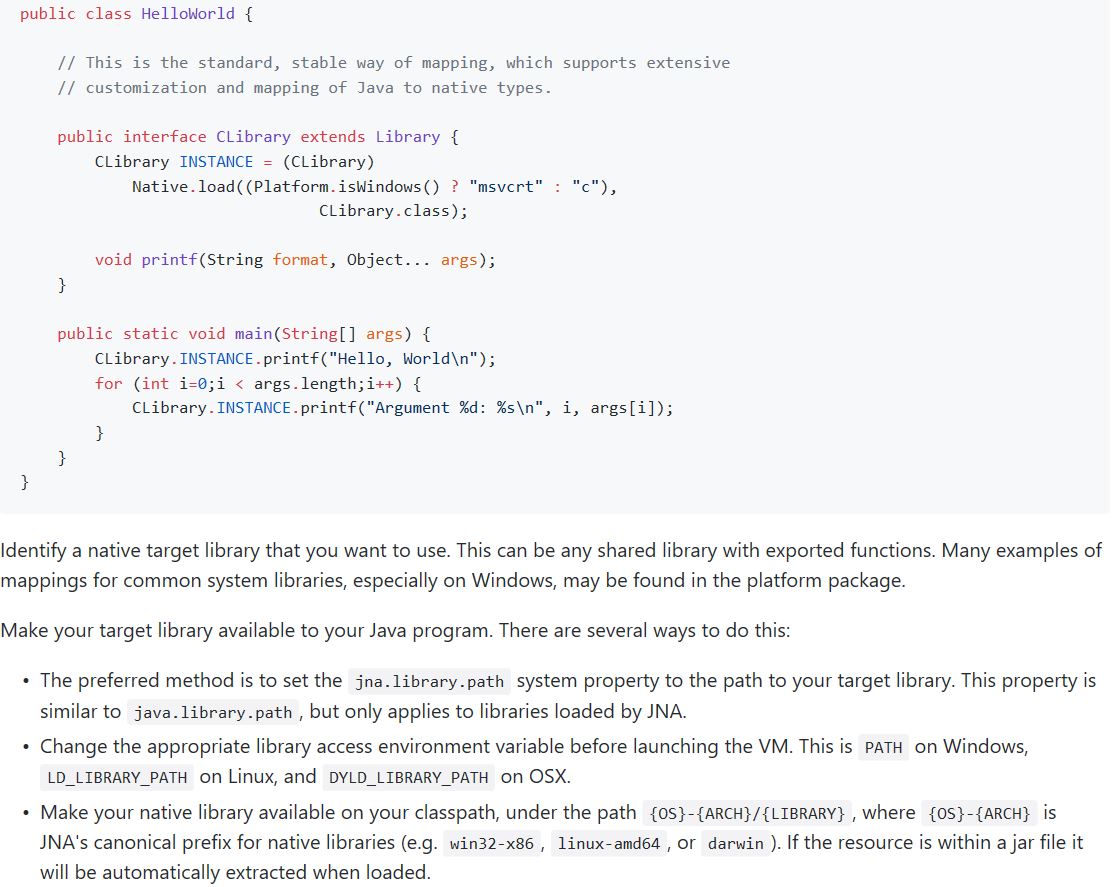 public class HelloWorld {
// This is the standard, stable way of mapping, which supports extensive
// customization and mapping of Java to native types.
public interface CLibrary extends Library {
CLibrary INSTANCE = (CLibrary)
Native.load((Platform.isWindows() ? "msvcrt" : "c"),
CLibrary.class);
void printf(String format, Object... args);
}
public static void main(String[] args) {
CLibrary.INSTANCE.printf("Hello, World\n");
for (int i=0;i < args.length;i++) {
CLibrary.INSTANCE.printf("Argument %d: %s\n", i, args[i]);
}
}
}
Identify a native target library that you want to use. This can be any shared library with exported functions. Many examples of
mappings for common system libraries, especially on Windows, may be found in the platform package.
Make your target library available to your Java program. There are several ways to do this:
• The preferred method is to set the jna.library.path system property to the path to your target library. This property is
similar to java.library.path, but only applies to libraries loaded by JNA.
• Change the appropriate library access environment variable before launching the VM. This is PATH on Windows,
LD_LIBRARY_PATH on Linux, and DYLD_LIBRARY_PATH on OSX.
• Make your native library available on your classpath, under the path {OS}-{ARCH}/{LIBRARY}, where {OS}-{ARCH} is
JNA's canonical prefix for native libraries (e.g. win32-x86, linux-amd64, or darwin). If the resource is within a jar file it
will be automatically extracted when loaded.